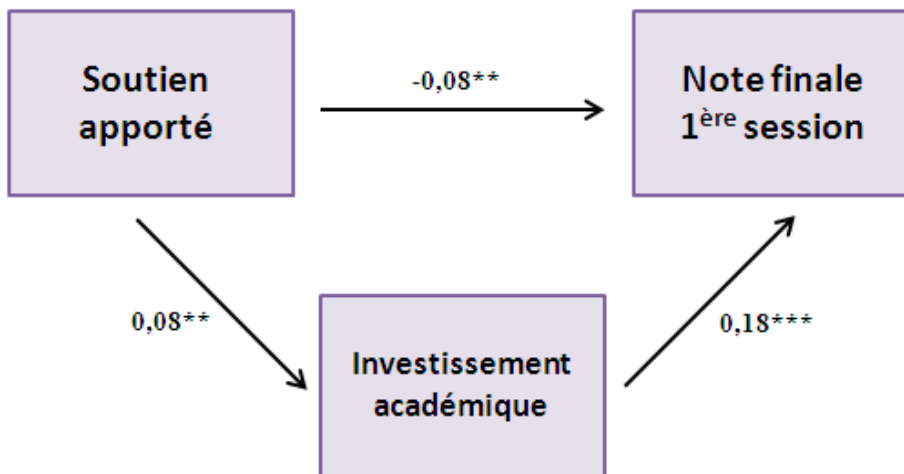 Soutien
apporté
-0,08**
Note finale
1ère session
0,08**
0,18***
Investissement
académique